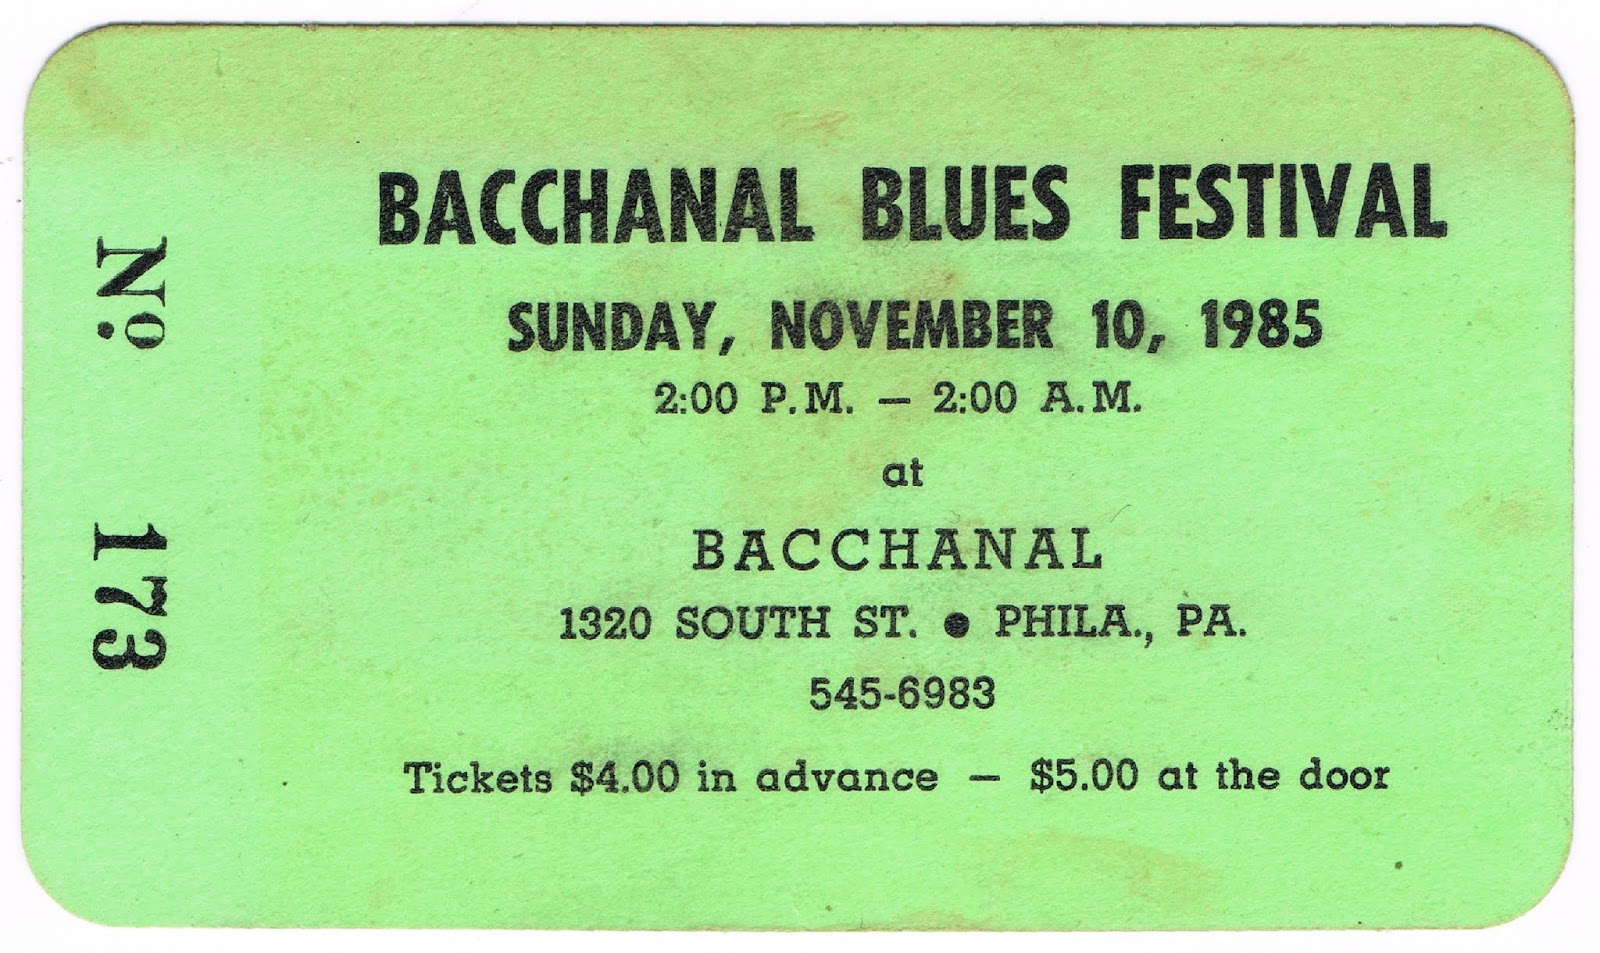 Nº. 173
BACCHANAL BLUES FESTIVAL
SUNDAY, NOVEMBER 10, 1985
2:00 P.M. — 2:00 A.M.
at
BACCHANAL
1320 SOUTH ST. ● PHILA., PA.
545-6983
Tickets $4.00 in advance — $5.00 at the door